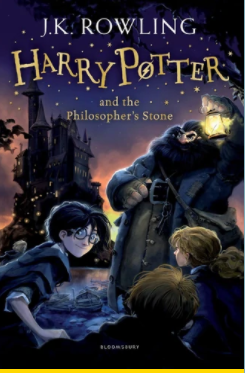 J.K. ROWLING
HARRY POTTER
and the
Philosopher's Stone
BLOOMSBURY